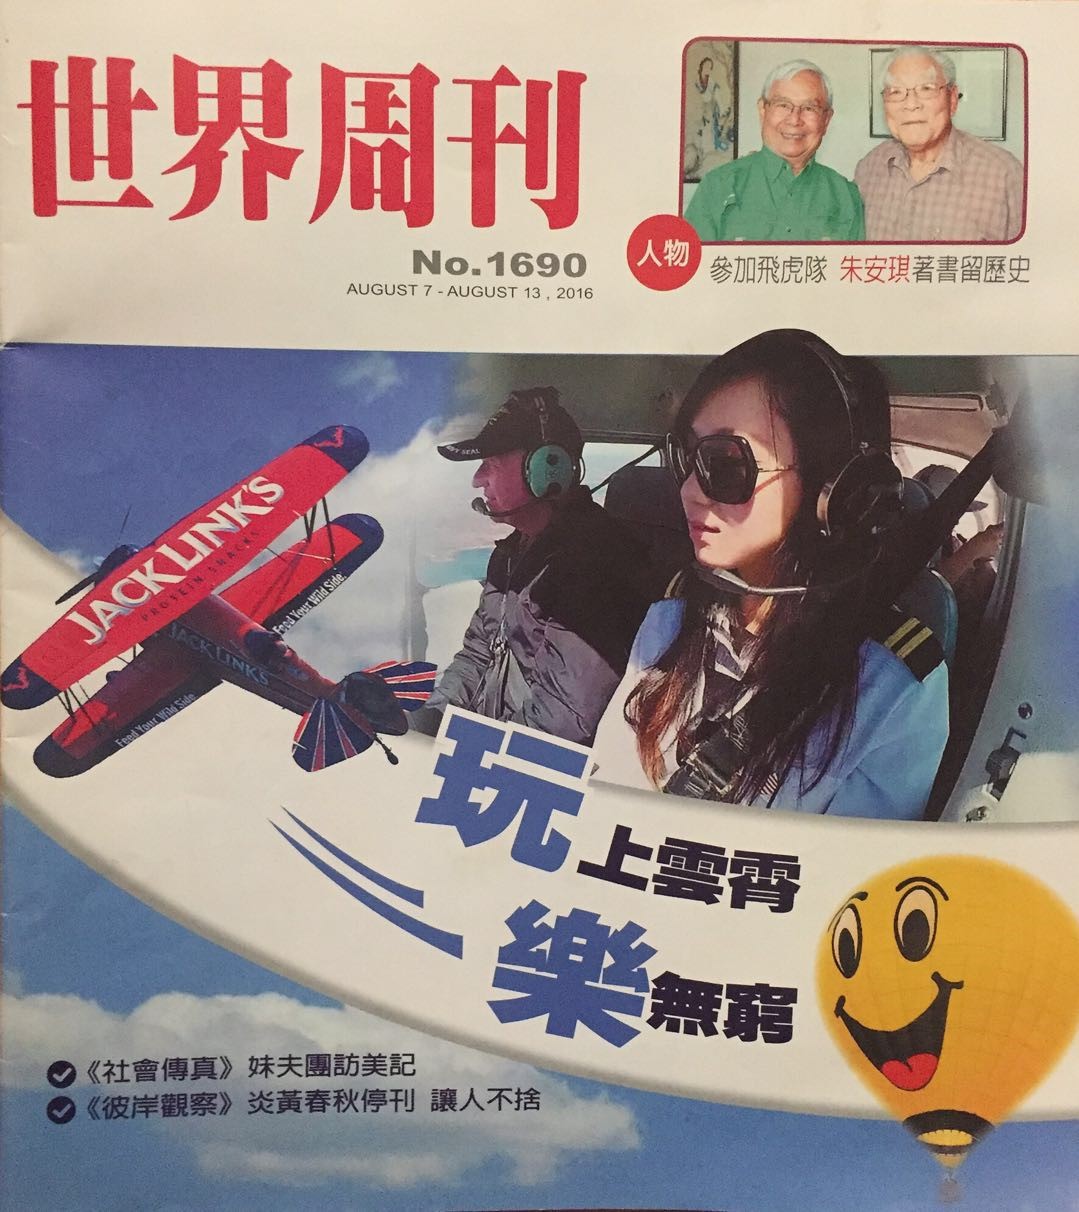 世界周刊
No.1690
AUGUST 7 - AUGUST 13 , 2016
人物
參加飛虎隊 朱安琪著書留歷史
JACK LINK'S
PROTEIN SNACKS
Feed Your Wild Side.
JACK LINK'S
Feed Your Wild Side
玩上雲霄
樂無窮
《社會傳真》 妹夫團訪美記
《彼岸觀察》 炎黃春秋停刊 讓人不捨